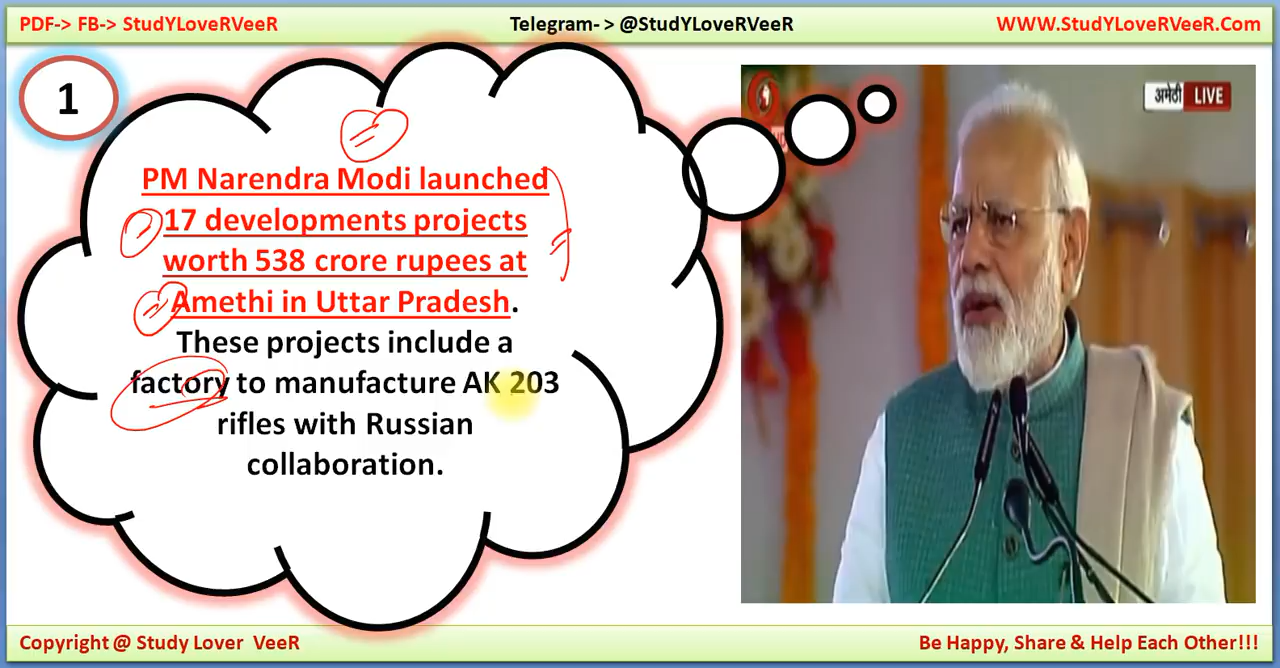 PDF-> FB-> StudYLoveRVeeR
Telegram- > @StudYLoveRVeeR
WWW.StudYLoveRVeeR.Com
1
अमेठी LIVE
PM Narendra Modi launched
17 developments projects
worth 538 crore rupees at
Amethi in Uttar Pradesh.
These projects include a
factory to manufacture AK 203
rifles with Russian
collaboration.
Copyright @ Study Lover VeeR
Be Happy, Share & Help Each Other!!!